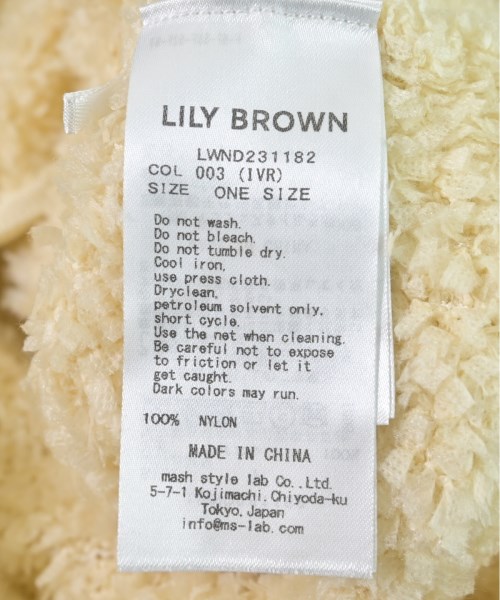 LILY BROWN
LWND231182
COL 003 (IVR)
SIZE ONE SIZE
Do not wash.
Do not bleach.
Do not tumble dry.
Cool iron,
use press cloth.
Dryclean,
petroleum solvent only,
short cycle.
Use the net when cleaning.
Be careful not to expose
to friction or let it
get caught.
Dark colors may run.
100% NYLON
MADE IN CHINA
mash style lab Co.,Ltd.
5-7-1 Kojimachi,Chiyoda-ku
Tokyo,Japan
info@ms-lab.com